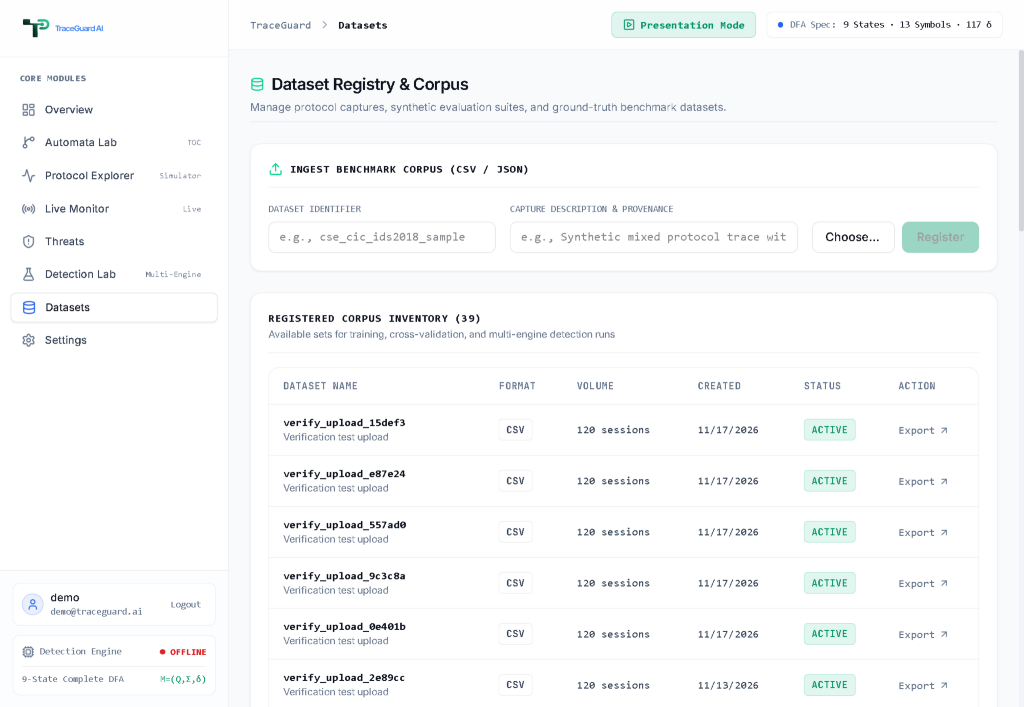 TraceGuard AI
CORE MODULES
Overview
Automata Lab TOC
Protocol Explorer Simulator
Live Monitor Live
Threats
Detection Lab Multi-Engine
Datasets
Settings
demo
demo@traceguard.ai
Logout
Detection Engine OFFLINE
9-State Complete DFA M=(Q,Σ,δ)
TraceGuard > Datasets
Presentation Mode
DFA Spec: 9 States · 13 Symbols · 117 δ
Dataset Registry & Corpus
Manage protocol captures, synthetic evaluation suites, and ground-truth benchmark datasets.
INGEST BENCHMARK CORPUS (CSV / JSON)
DATASET IDENTIFIER CAPTURE DESCRIPTION & PROVENANCE
e.g., cse_cic_ids2018_sample e.g., Synthetic mixed protocol trace wit Choose... Register
REGISTERED CORPUS INVENTORY (39)
Available sets for training, cross-validation, and multi-engine detection runs
DATASET NAME FORMAT VOLUME CREATED STATUS ACTION
verify_upload_15def3
Verification test upload
CSV 120 sessions 11/17/2026 ACTIVE Export ↗
verify_upload_e87e24
Verification test upload
CSV 120 sessions 11/17/2026 ACTIVE Export ↗
verify_upload_557ad0
Verification test upload
CSV 120 sessions 11/17/2026 ACTIVE Export ↗
verify_upload_9c3c8a
Verification test upload
CSV 120 sessions 11/17/2026 ACTIVE Export ↗
verify_upload_0e401b
Verification test upload
CSV 120 sessions 11/17/2026 ACTIVE Export ↗
verify_upload_2e89cc
Verification test upload
CSV 120 sessions 11/13/2026 ACTIVE Export ↗